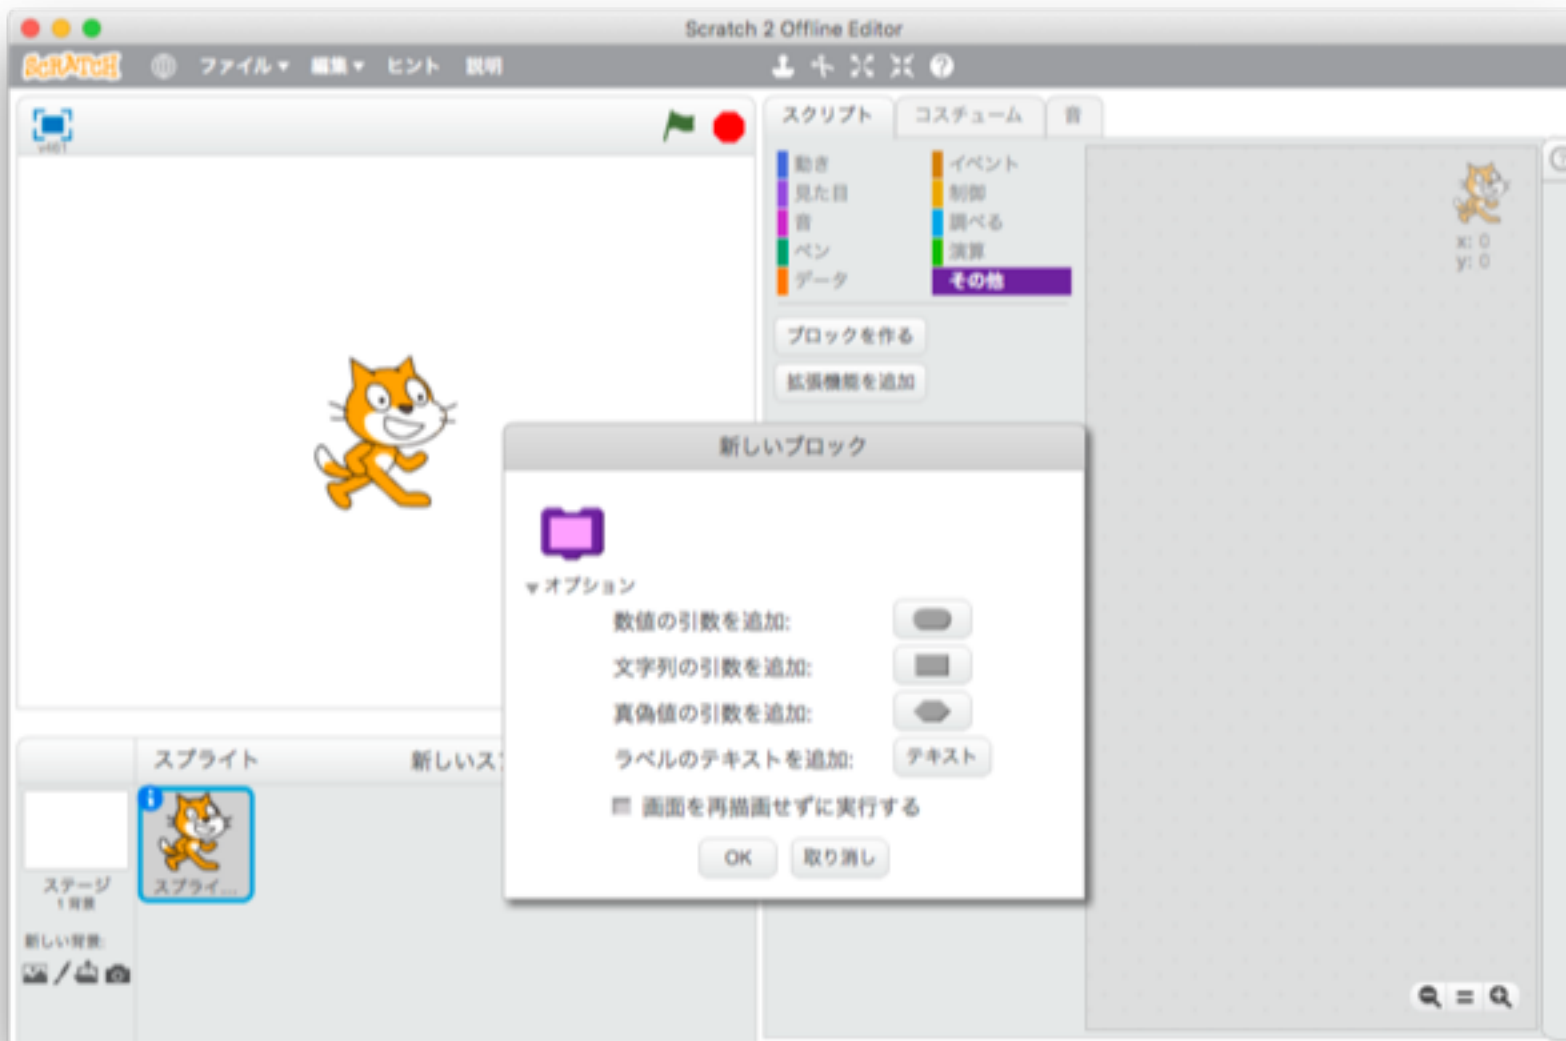 Scratch 2 Offline Editor
SCRATCH ファイル▼ 編集▼ ヒント 説明
v461
スクリプト コスチューム 音
動き イベント
見た目 制御
音 調べる
ペン 演算
データ その他
x: 0
y: 0
ブロックを作る
拡張機能を追加
新しいブロック
▼オプション
数値の引数を追加:
文字列の引数を追加:
真偽値の引数を追加:
ラベルのテキストを追加: テキスト
画面を再描画せずに実行する
OK 取り消し
スプライト 新しいス
スプライ...
ステージ
1 背景
新しい背景: